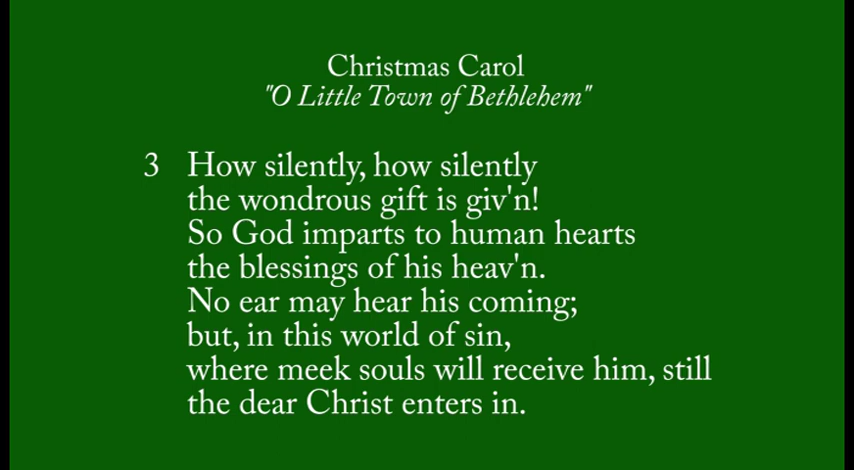 Christmas Carol
"O Little Town of Bethlehem"
3 How silently, how silently
the wondrous gift is giv'n!
So God imparts to human hearts
the blessings of his heav'n.
No ear may hear his coming;
but, in this world of sin,
where meek souls will receive him, still
the dear Christ enters in.